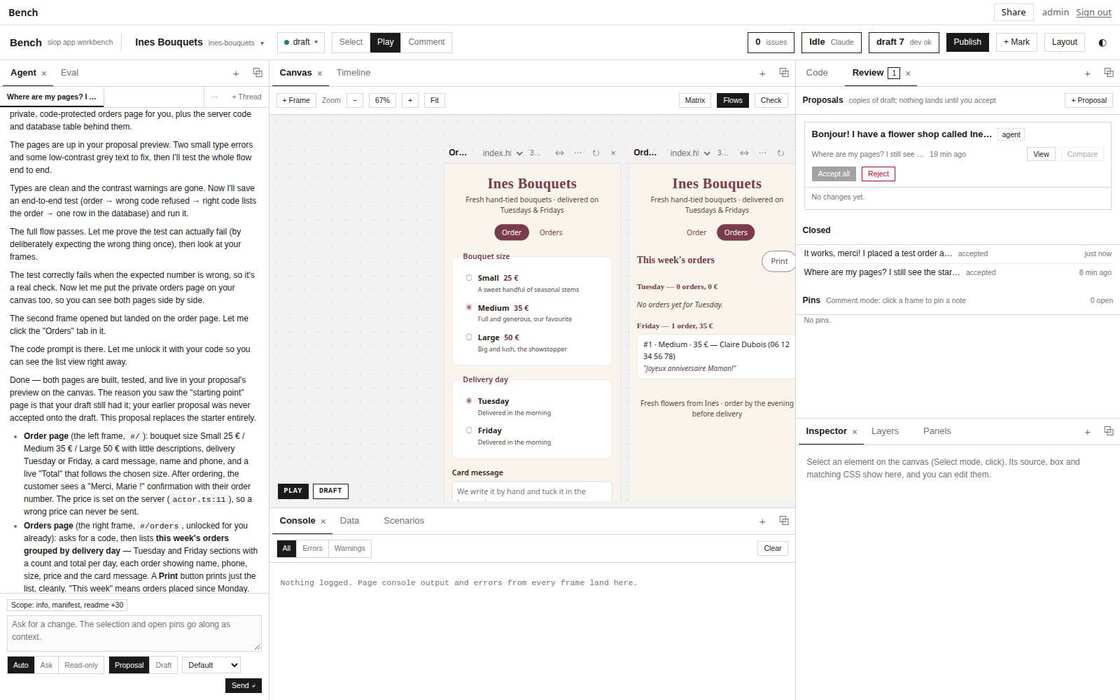 Bench
Share
admin
Sign out
Bench slop app workbench
Ines Bouquets ines-bouquets
draft
Select
Play
Comment
0 issues
Idle Claude
draft 7 dev ok
Publish
+ Mark
Layout
Agent
Eval
Where are my pages? I ...
+ Thread
private, code-protected orders page for you, plus the server code
and database table behind them.
The pages are up in your proposal preview. Two small type errors
and some low-contrast grey text to fix, then I'll test the whole flow
end to end.
Types are clean and the contrast warnings are gone. Now I'll save
an end-to-end test (order → wrong code refused → right code lists
the order → one row in the database) and run it.
The full flow passes. Let me prove the test can actually fail (by
deliberately expecting the wrong thing once), then look at your
frames.
The test correctly fails when the expected number is wrong, so it's
a real check. Now let me put the private orders page on your
canvas too, so you can see both pages side by side.
The second frame opened but landed on the order page. Let me
click the "Orders" tab in it.
The code prompt is there. Let me unlock it with your code so you
can see the list view right away.
Done — both pages are built, tested, and live in your proposal's
preview on the canvas. The reason you saw the "starting point"
page is that your draft still had it; your earlier proposal was never
accepted onto the draft. This proposal replaces the starter entirely.
• Order page (the left frame, #/ ): bouquet size Small 25 € /
Medium 35 € / Large 50 € with little descriptions, delivery
Tuesday or Friday, a card message, name and phone, and a
live "Total" that follows the chosen size. After ordering, the
customer sees a "Merci, Marie !" confirmation with their order
number. The price is set on the server ( actor.ts:11 ), so a
wrong price can never be sent.
• Orders page (the right frame, #/orders , unlocked for you
already): asks for a code, then lists this week's orders
grouped by delivery day — Tuesday and Friday sections with
a count and total per day, each order showing name, phone,
size, price and the card message. A Print button prints just the
list, cleanly. "This week" means orders placed since Monday.
Scope: info, manifest, readme +30
Ask for a change. The selection and open pins go along as
context.
Auto
Ask
Read-only
Proposal
Draft
Default
Send
Canvas
Timeline
+ Frame
Zoom
−
67%
+
Fit
Matrix
Flows
Check
Or...
index.h
3...
Ines Bouquets
Fresh hand-tied bouquets · delivered on
Tuesdays & Fridays
Order
Orders
Bouquet size
Small 25 €
A sweet handful of seasonal stems
Medium 35 €
Full and generous, our favourite
Large 50 €
Big and lush, the showstopper
Delivery day
Tuesday
Delivered in the morning
Friday
Delivered in the morning
Card message
We write it by hand and tuck it in the
Ord...
index.h
3...
Ines Bouquets
Fresh hand-tied bouquets · delivered on
Tuesdays & Fridays
Order
Orders
This week's orders
Print
Tuesday — 0 orders, 0 €
No orders yet for Tuesday.
Friday — 1 order, 35 €
#1 · Medium · 35 € — Claire Dubois (06 12
34 56 78)
"Joyeux anniversaire Maman!"
Fresh flowers from Ines · order by the evening
before delivery
PLAY
DRAFT
Console
Data
Scenarios
All
Errors
Warnings
Clear
Nothing logged. Page console output and errors from every frame land here.
Code
Review 1
Proposals copies of draft; nothing lands until you accept
+ Proposal
Bonjour! I have a flower shop called Ine... agent
Where are my pages? I still see ... 19 min ago
View
Compare
Accept all
Reject
No changes yet.
Closed
It works, merci! I placed a test order a... accepted just now
Where are my pages? I still see the star... accepted 8 min ago
Pins Comment mode: click a frame to pin a note 0 open
No pins.
Inspector
Layers
Panels
Select an element on the canvas (Select mode, click). Its source, box and
matching CSS show here, and you can edit them.